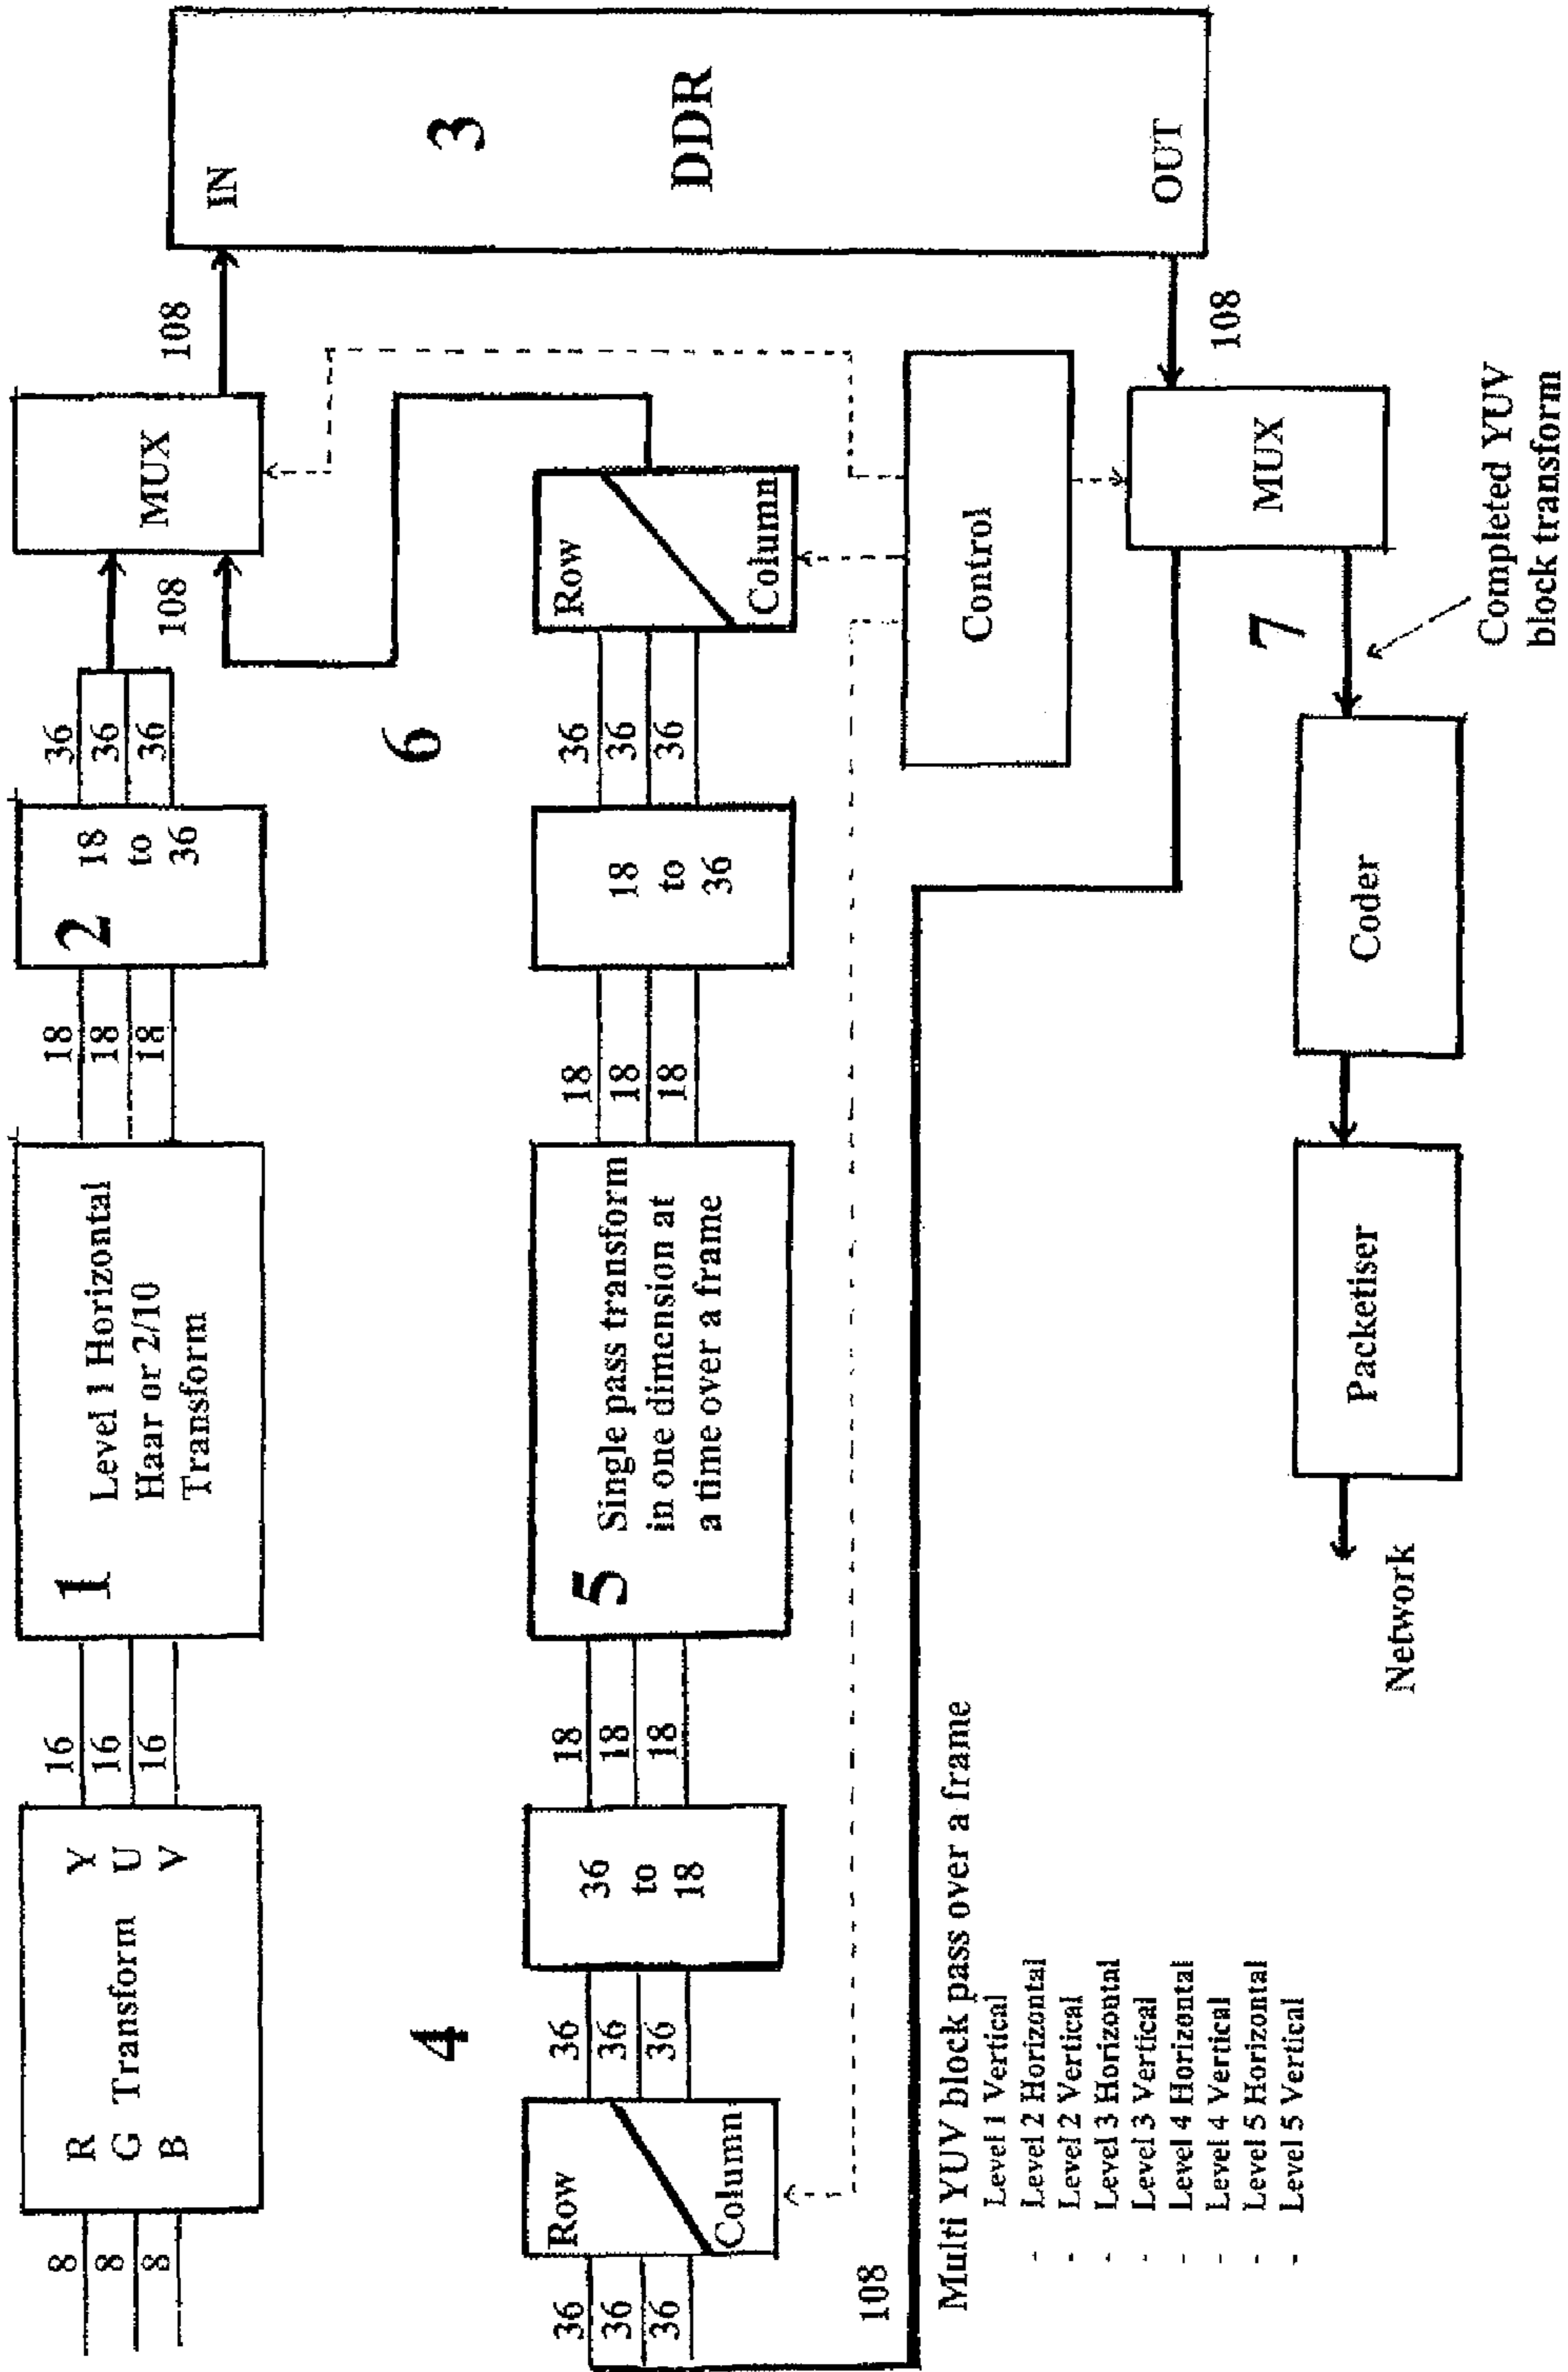 8
8
8
R Y
G Transform U
B V
16
16
16
1
Level 1 Horizontal
Haar or 2/10
Transform
18
18
18
2
18
to
36
36
36
36
108
MUX
108
IN
3
DDR
OUT
4
6
36
36
36
Row
Column
36
36
36
36
to
18
18
18
18
5
Single pass transform
in one dimension at
a time over a frame
18
18
18
18
to
36
36
36
36
Row
Column
Control
108
108
MUX
7
Completed YUV
block transform
Coder
Packetiser
Network
Multi YUV block pass over a frame
Level 1 Vertical
- Level 2 Horizontal
- Level 2 Vertical
- Level 3 Horizontal
- Level 3 Vertical
- Level 4 Horizontal
- Level 4 Vertical
- Level 5 Horizontal
- Level 5 Vertical